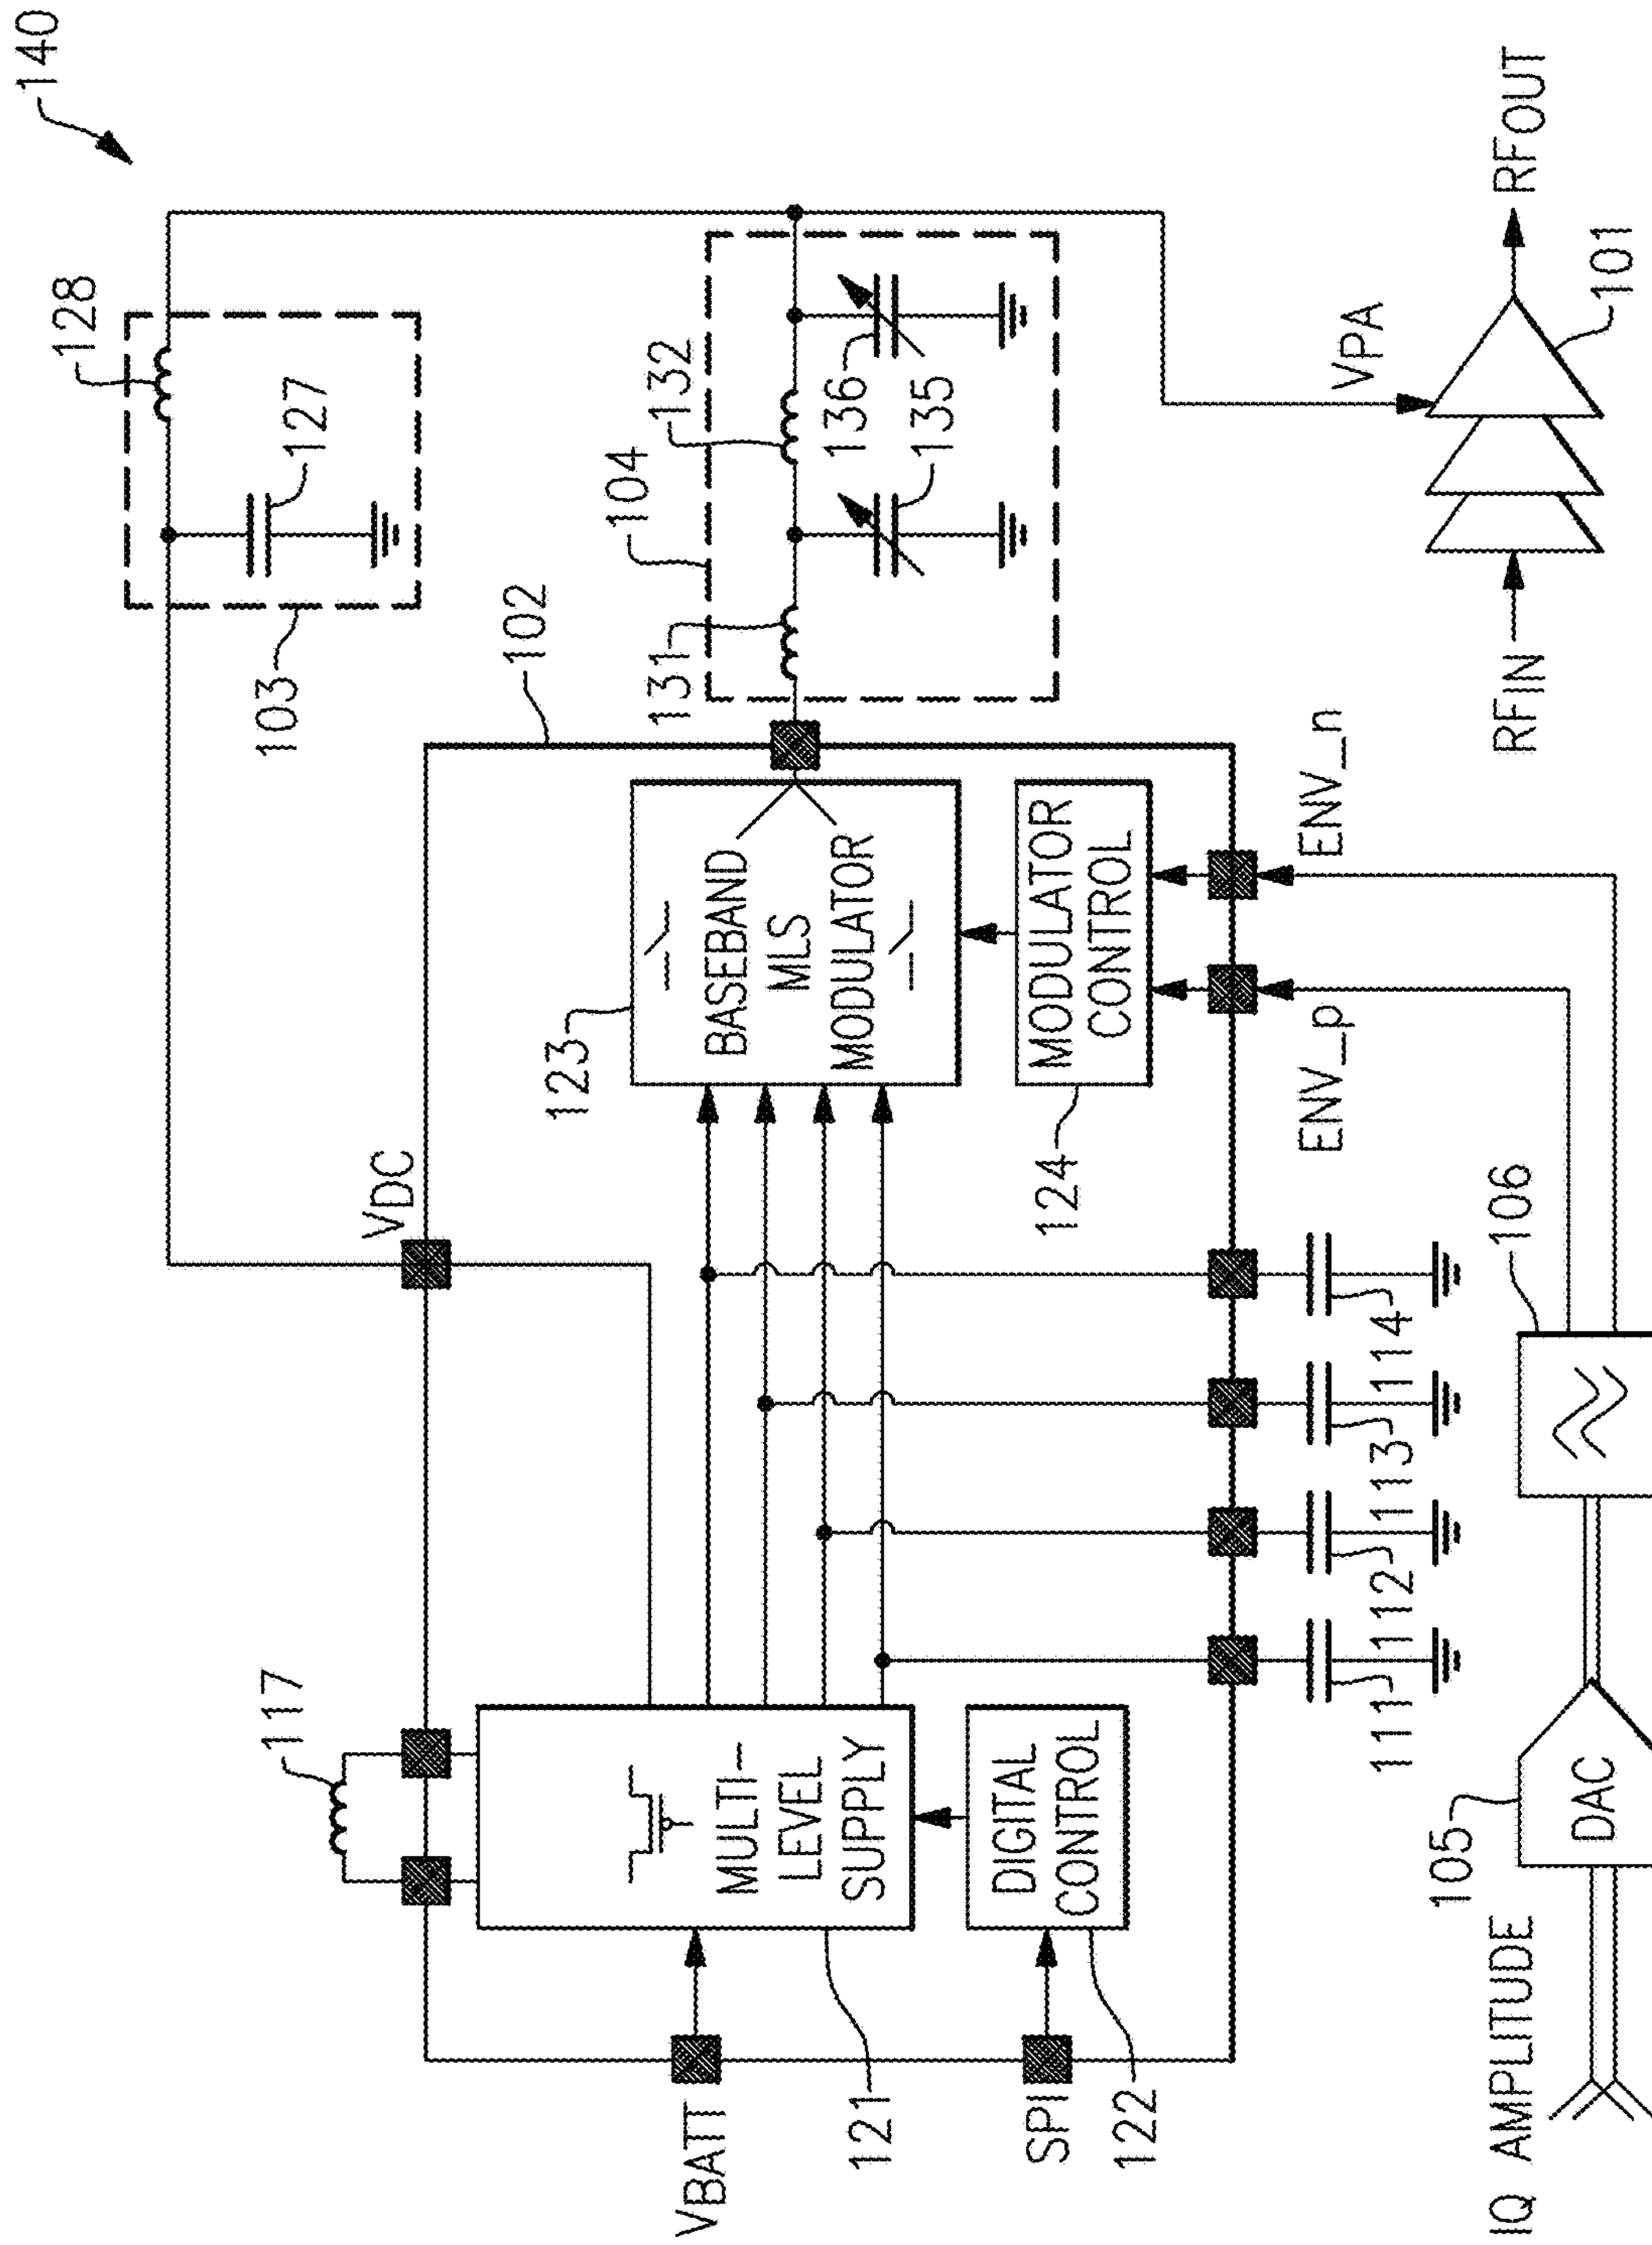 140
128
127
103
VDC
117
102
104
131
132
136
135
123
BASEBAND
MLS
MODULATOR
MULTI-
LEVEL
SUPPLY
VBATT
121
DIGITAL
CONTROL
SPI
122
MODULATOR
CONTROL
124
ENV_p
ENV_n
VPA
111
112
113
114
RFIN
RFOUT
101
IQ AMPLITUDE
105
DAC
106